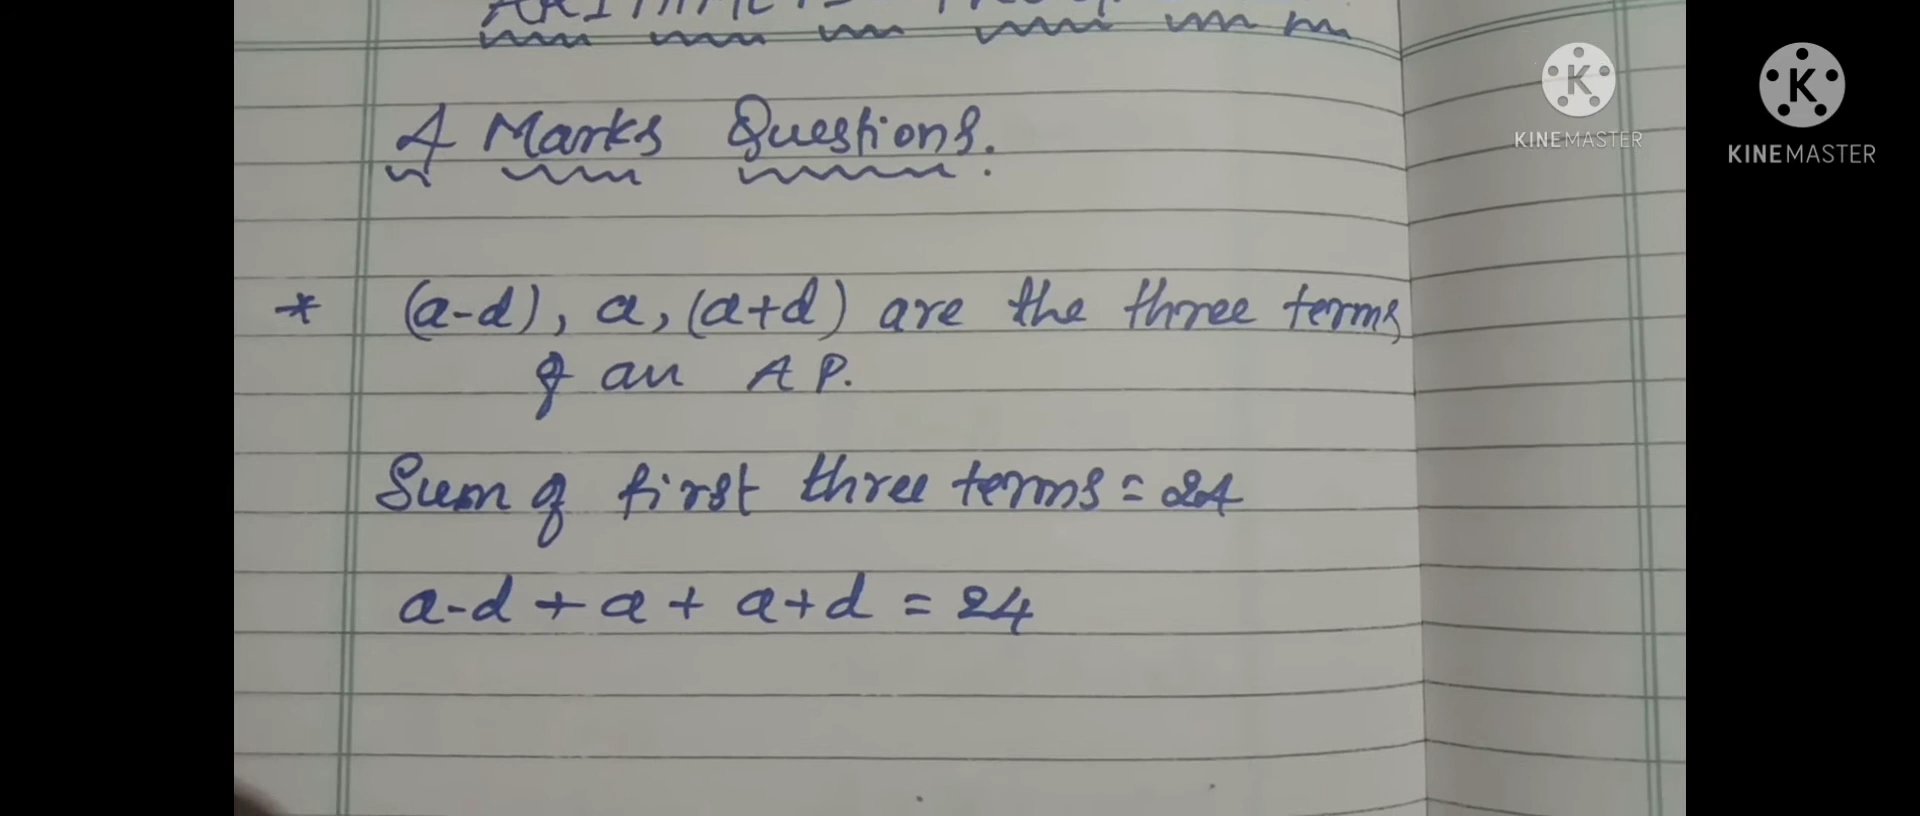 4 Marks Questions.
* (a-d), a, (a+d) are the three terms
of an AP.
Sum of first three terms = 24
a-d + a + a+d = 24
K
KINEMASTER
K
KINEMASTER